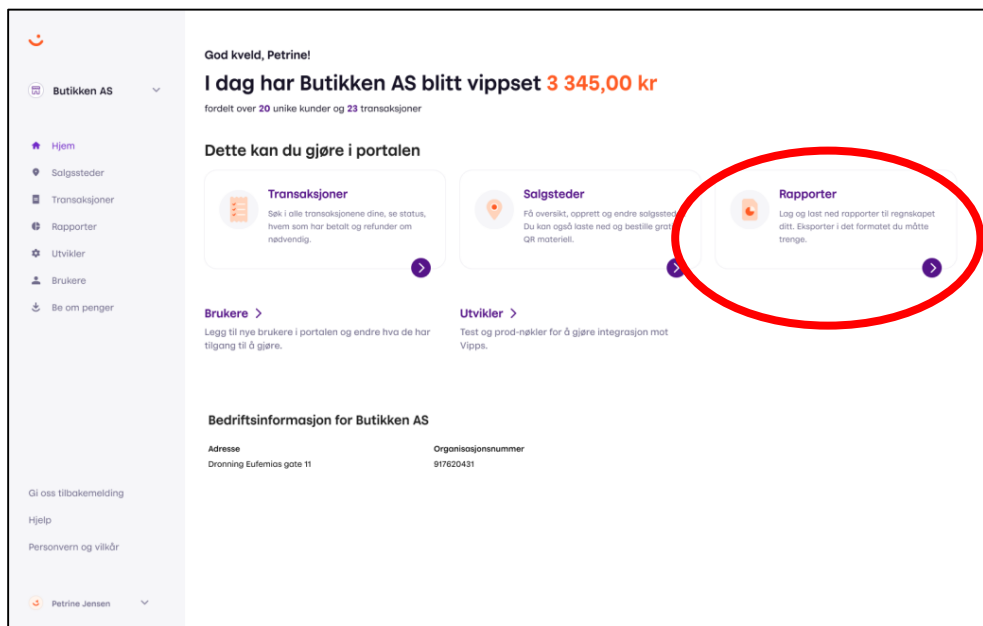 Butikken AS
Hjem
Salgssteder
Transaksjoner
Rapporter
Utvikler
Brukere
Be om penger
Gi oss tilbakemelding
Hjelp
Personvern og vilkår
Petrine Jensen
God kveld, Petrine!
I dag har Butikken AS blitt vippset 3 345,00 kr
fordelt over 20 unike kunder og 23 transaksjoner
Dette kan du gjøre i portalen
Transaksjoner
Søk i alle transaksjonene dine, se status,
hvem som har betalt og refunder om
nødvendig.
Salgsteder
Få oversikt, opprett og endre salgssted
Du kan også laste ned og bestille grat
QR materiell.
Rapporter
Lag og last ned rapporter til regnskapet
ditt. Eksporter i det formatet du måtte
trenge.
Brukere >
Legg til nye brukere i portalen og endre hva de har
tilgang til å gjøre.
Utvikler >
Test og prod-nøkler for å gjøre integrasjon mot
Vipps.
Bedriftsinformasjon for Butikken AS
Adresse
Dronning Eufemias gate 11
Organisasjonsnummer
917620431